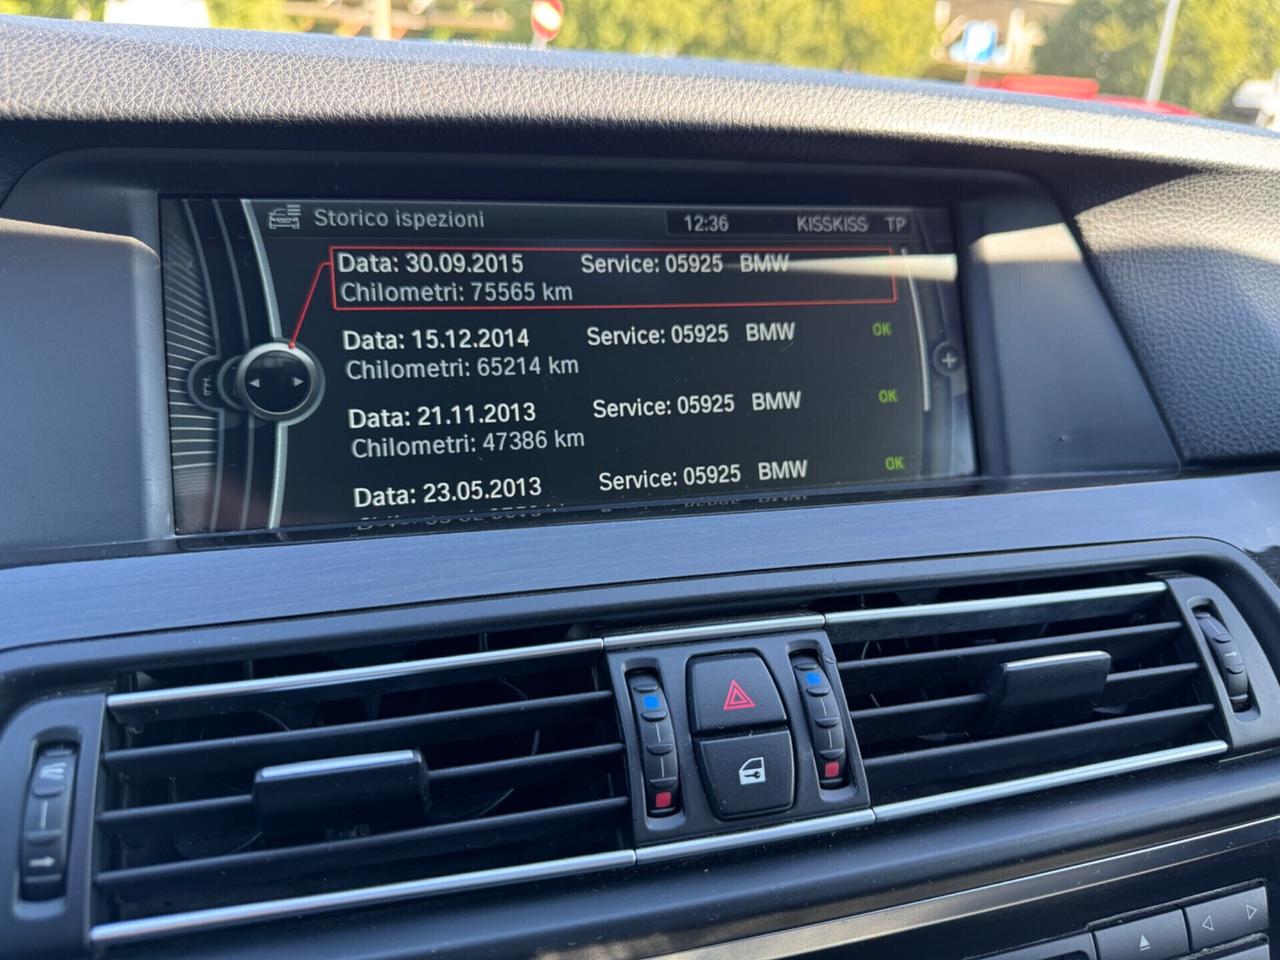 Storico ispezioni 12:36 KISSKISS TP
Data: 30.09.2015 Service: 05925 BMW
Chilometri: 75565 km
Data: 15.12.2014 Service: 05925 BMW OK
Chilometri: 65214 km
Data: 21.11.2013 Service: 05925 BMW OK
Chilometri: 47386 km
Data: 23.05.2013 Service: 05925 BMW OK